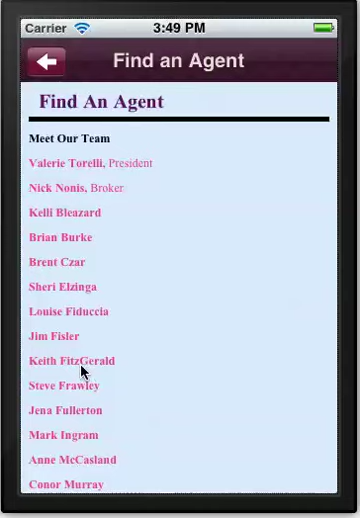 Carrier 3:49 PM
Find an Agent
Find An Agent
Meet Our Team
Valerie Torelli, President
Nick Nonis, Broker
Kelli Bleazard
Brian Burke
Brent Czar
Sheri Elzinga
Louise Fiduccia
Jim Fisler
Keith FitzGerald
Steve Frawley
Jena Fullerton
Mark Ingram
Anne McCasland
Conor Murray